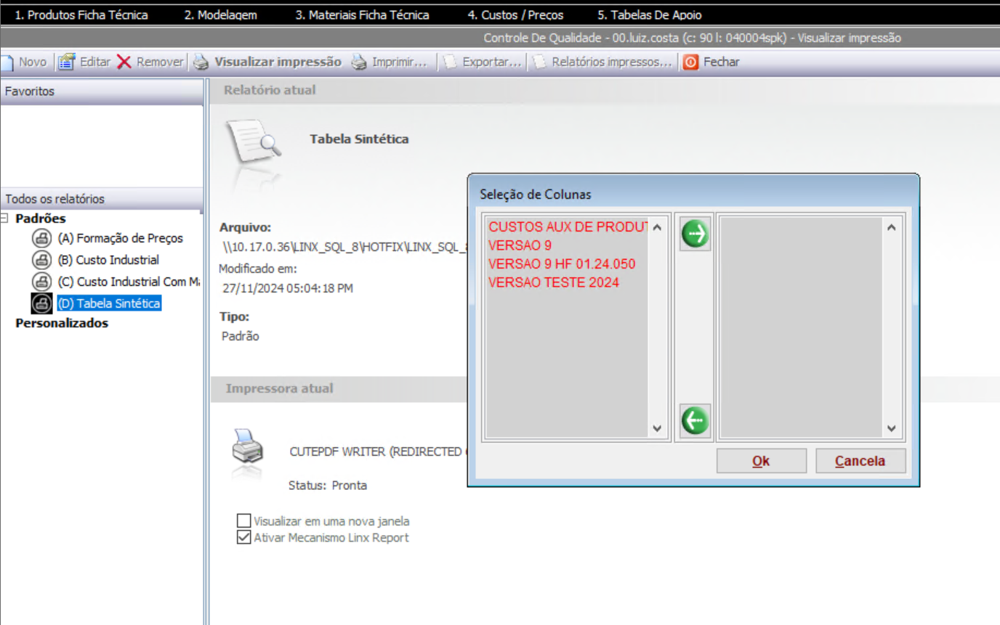 1. Produtos Ficha Técnica 2. Modelagem 3. Materiais Ficha Técnica 4. Custos / Preços 5. Tabelas De Apoio
Controle De Qualidade - 00.luiz.costa (c: 90 l: 040004spk) - Visualizar impressão
Novo Editar Remover Visualizar impressão Imprimir... Exportar... Relatórios impressos... Fechar
Favoritos
Todos os relatórios
Padrões
(A) Formação de Preços
(B) Custo Industrial
(C) Custo Industrial Com
(D) Tabela Sintética
Personalizados
Relatório atual
Tabela Sintética
Arquivo:
\\10.17.0.36\LINX_SQL_8\HOTFIX\LINX_SQL_
Modificado em:
27/11/2024 05:04:18 PM
Tipo:
Padrão
Impressora atual
CUTEPDF WRITER (REDIRECTED
Status: Pronta
Visualizar em uma nova janela
Ativar Mecanismo Linx Report
Seleção de Colunas
CUSTOS AUX DE PRODUT
VERSAO 9
VERSAO 9 HF 01.24.050
VERSAO TESTE 2024
Ok Cancela